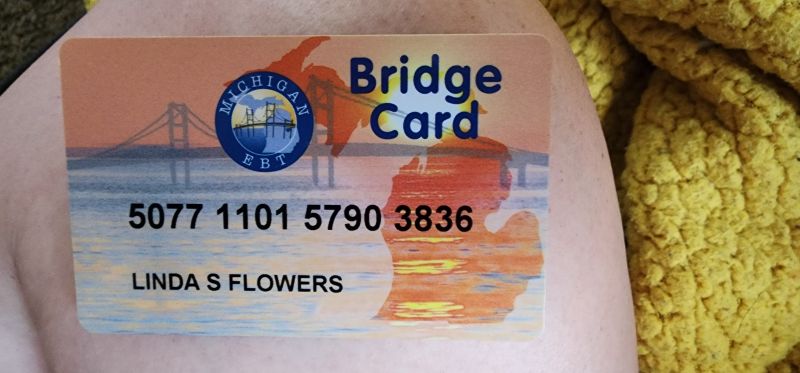 Bridge
Card
MICHIGAN
EBT
5077 1101 5790 3836
LINDA S FLOWERS